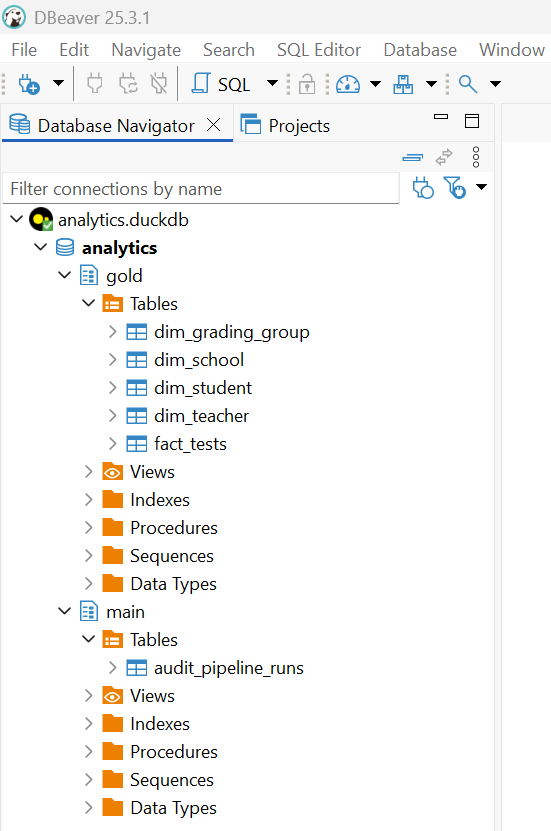 DBeaver 25.3.1
File Edit Navigate Search SQL Editor Database Window
SQL
Database Navigator Projects
Filter connections by name
analytics.duckdb
analytics
gold
Tables
dim_grading_group
dim_school
dim_student
dim_teacher
fact_tests
Views
Indexes
Procedures
Sequences
Data Types
main
Tables
audit_pipeline_runs
Views
Indexes
Procedures
Sequences
Data Types